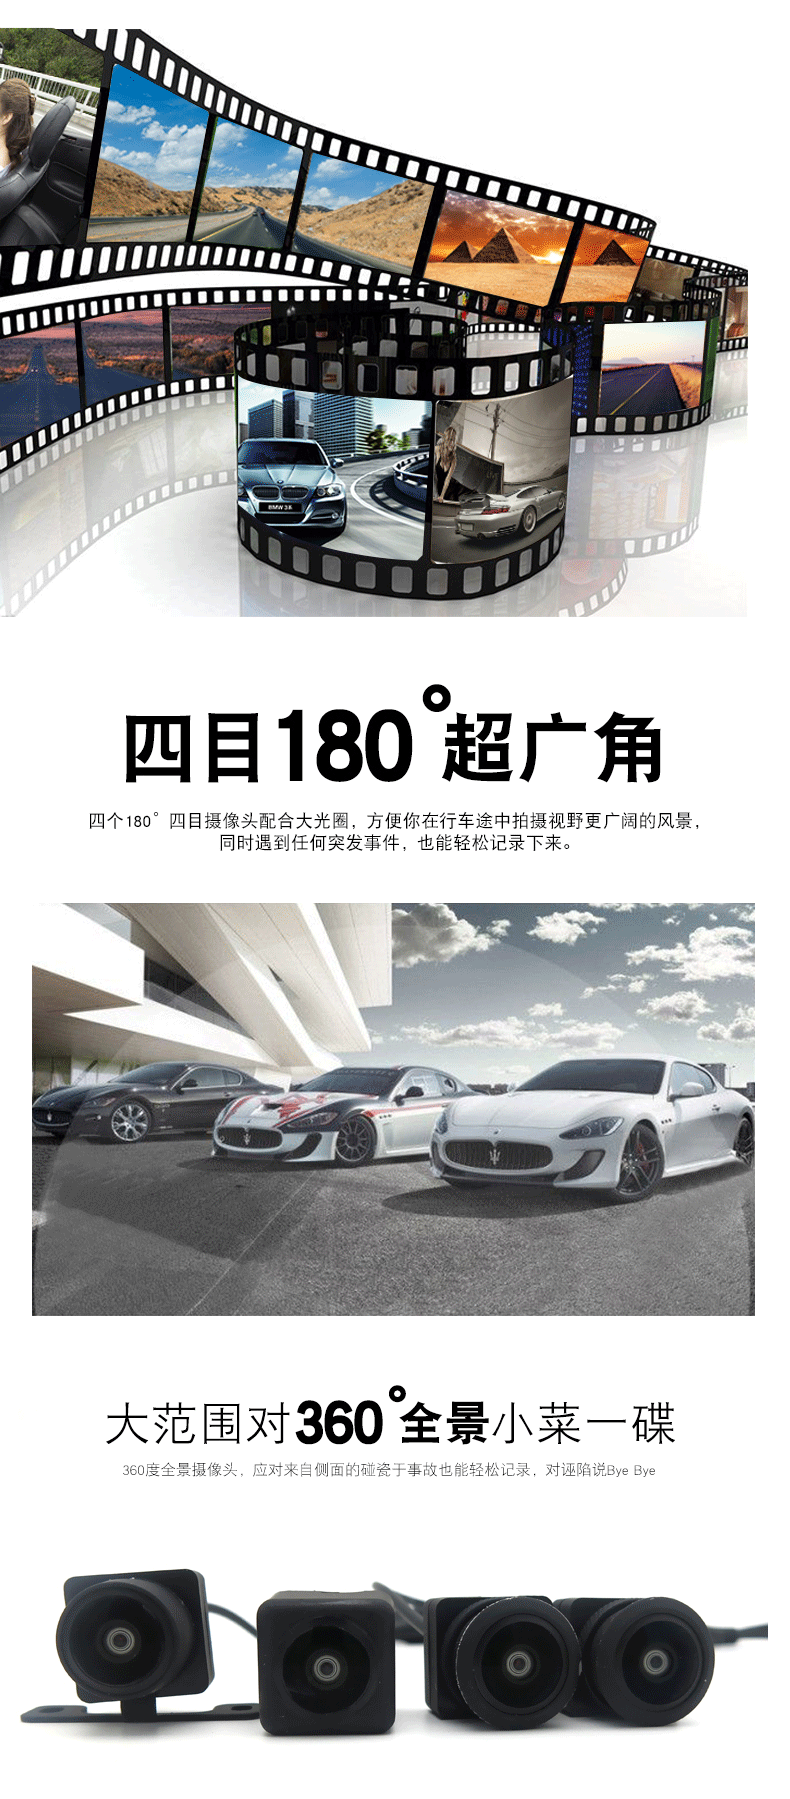 BMW 3系
四目180°超广角
四个180°四目摄像头配合大光圈，方便你在行车途中拍摄视野更广阔的风景，
同时遇到任何突发事件，也能轻松记录下来。
大范围对360°全景小菜一碟
360度全景摄像头，应对来自侧面的碰瓷于事故也能轻松记录，对诬陷说Bye Bye